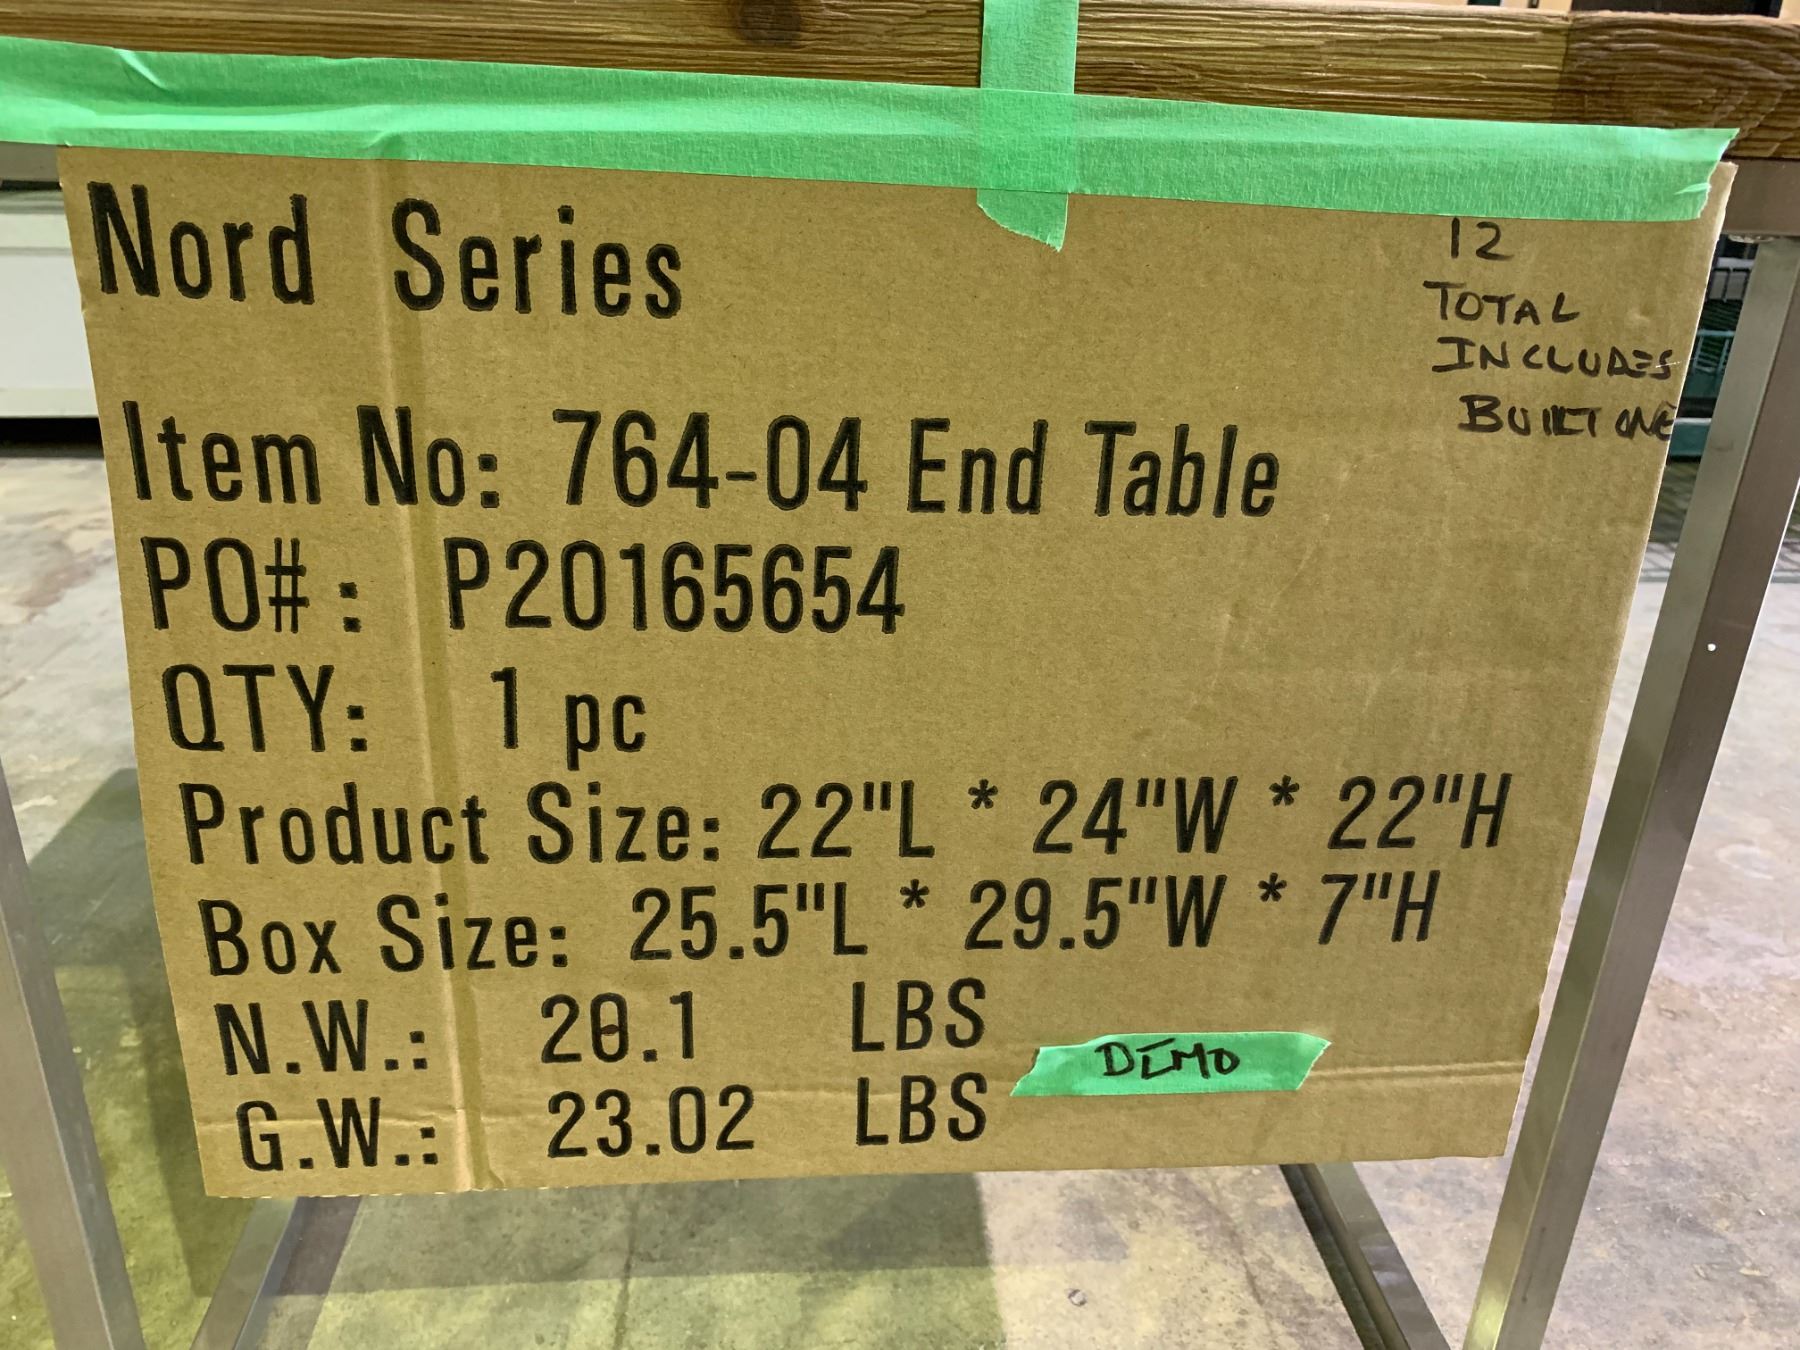 Nord Series
12
TOTAL
INCLUDES
BUILT ONE
Item No: 764-04 End Table
PO#: P20165654
QTY: 1 pc
Product Size: 22"L * 24"W * 22"H
Box Size: 25.5"L * 29.5"W * 7"H
N.W.: 20.1 LBS
DEMO
G.W.: 23.02 LBS